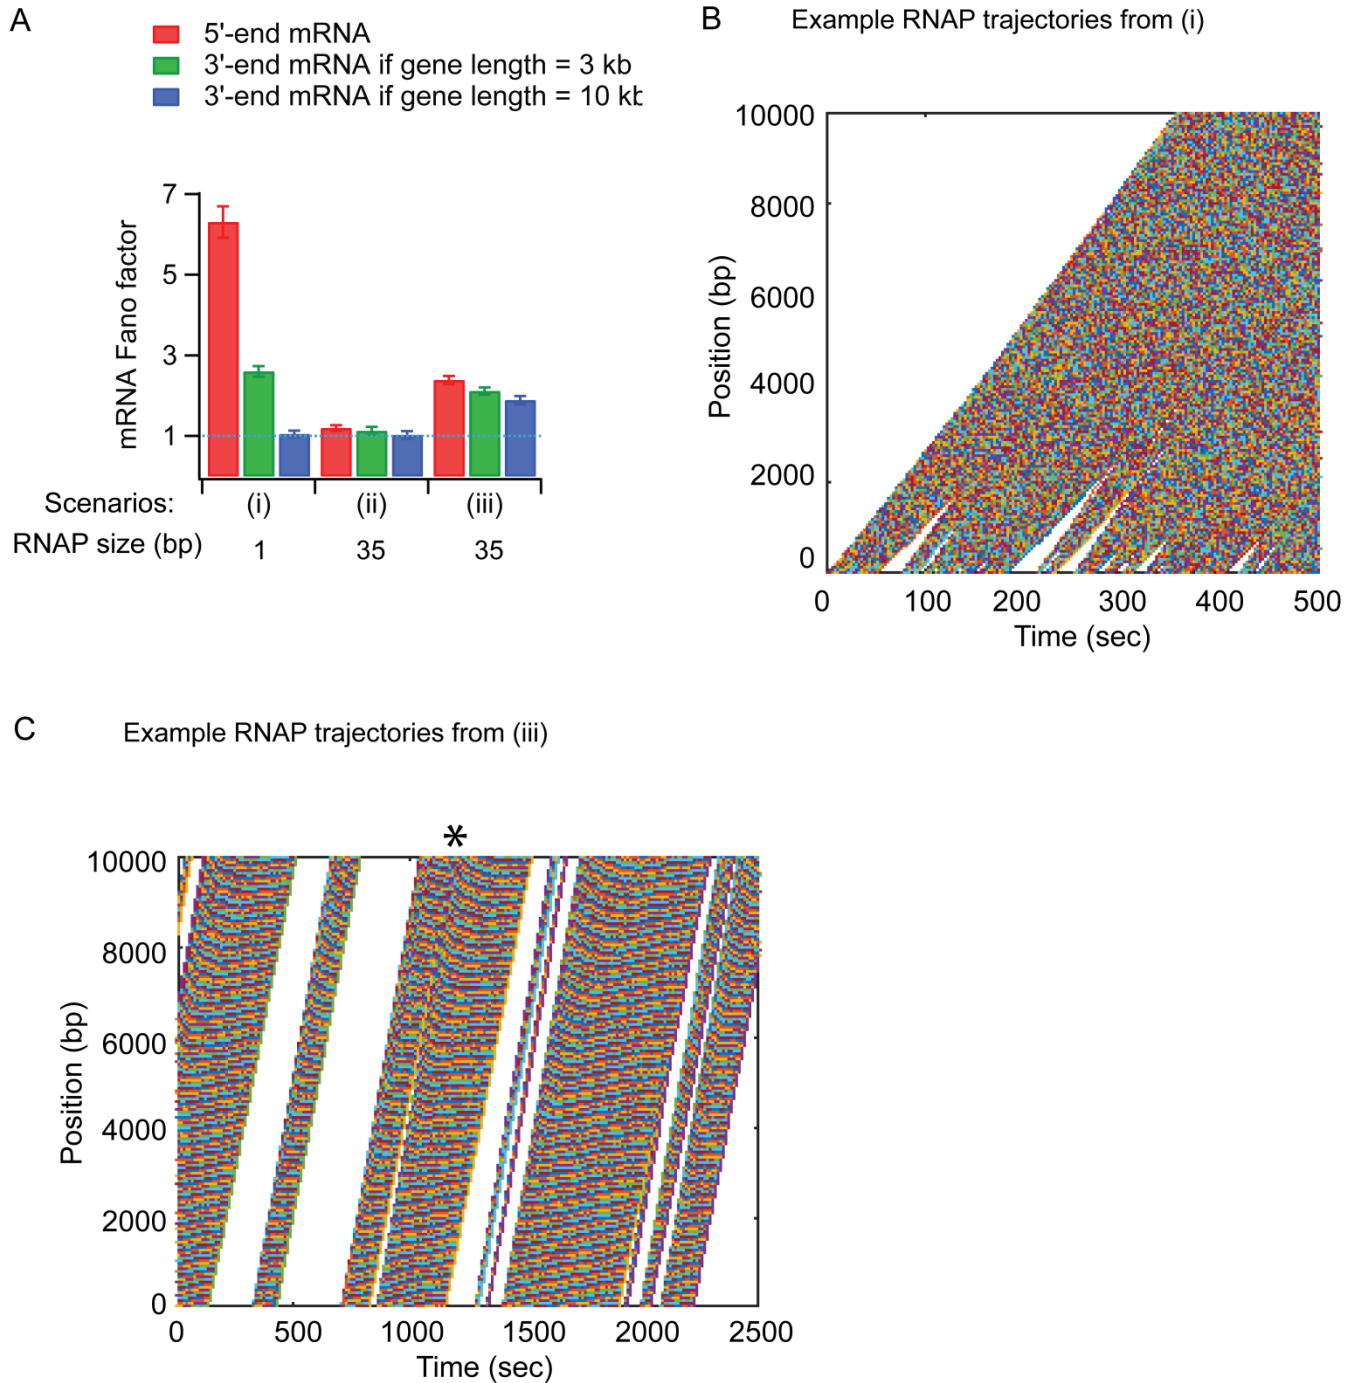 A
5'-end mRNA
3'-end mRNA if gene length = 3 kb
3'-end mRNA if gene length = 10 kb
mRNA Fano factor
7
5
3
1
Scenarios: (i) (ii) (iii)
RNAP size (bp) 1 35 35
B Example RNAP trajectories from (i)
Position (bp)
10000
8000
6000
4000
2000
0
0 100 200 300 400 500
Time (sec)
C Example RNAP trajectories from (iii)
*
Position (bp)
10000
8000
6000
4000
2000
0
0 500 1000 1500 2000 2500
Time (sec)